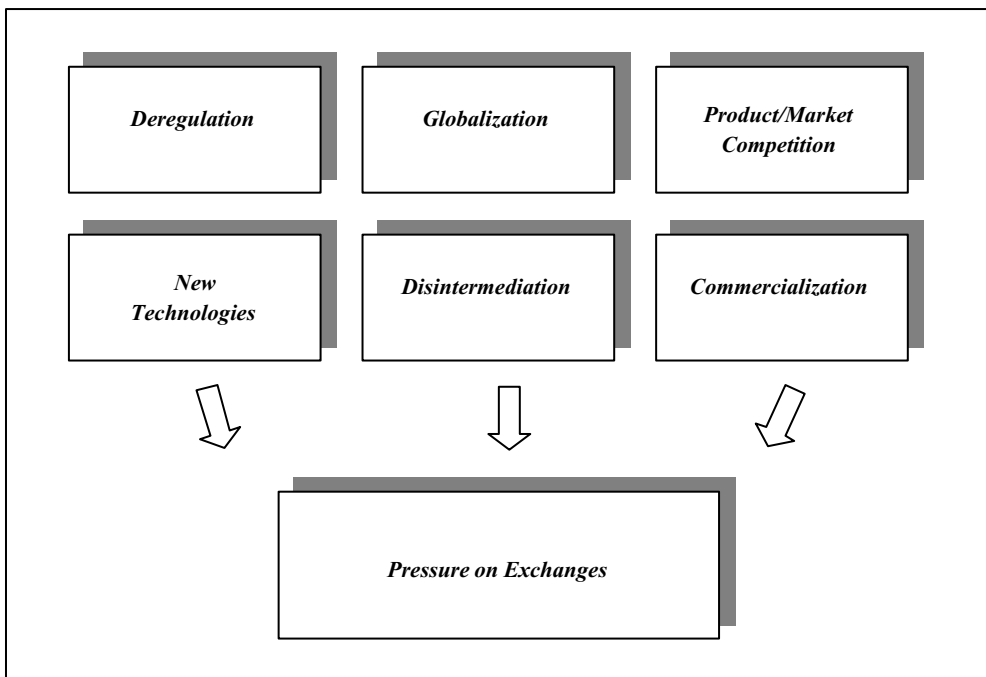 Deregulation
Globalization
Product/Market
Competition
New
Technologies
Disintermediation
Commercialization
Pressure on Exchanges